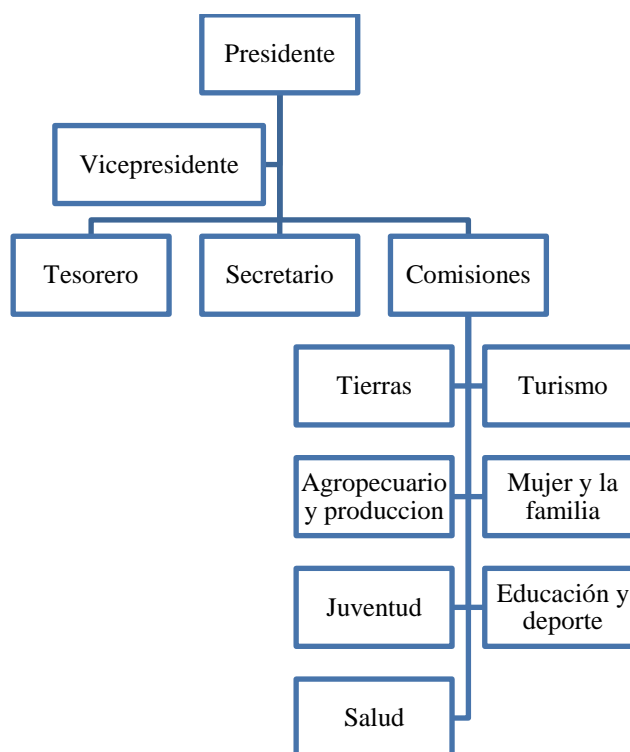 Presidente
Vicepresidente
Tesorero
Secretario
Comisiones
Tierras
Turismo
Agropecuario
y produccion
Mujer y la
familia
Juventud
Educación y
deporte
Salud